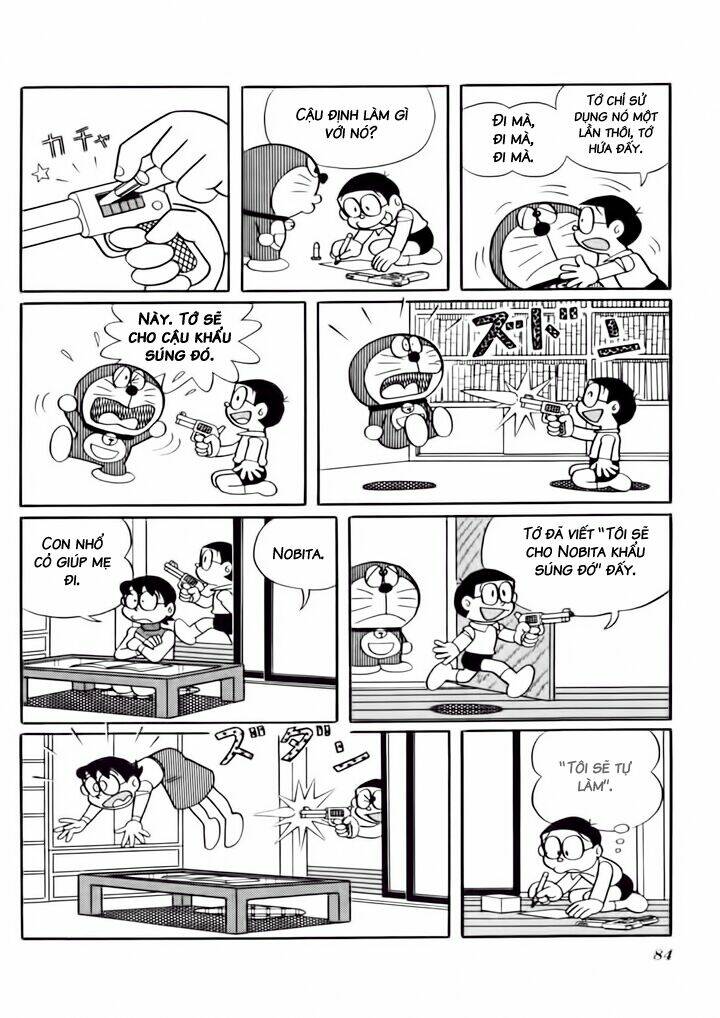 ガチャ
CẬU ĐỊNH LÀM GÌ
VỚI NÓ?
TỚ CHỈ SỬ
DỤNG NÓ MỘT
LẦN THÔI, TỚ
HỨA ĐẤY.
ĐI MÀ,
ĐI MÀ,
ĐI MÀ.
NÀY. TỚ SẼ
CHO CẬU KHẨU
SÚNG ĐÓ.
ズドン
CON NHỚ
CỎ GIÚP MẸ
ĐI.
NOBITA.
TỚ ĐÃ VIẾT "TÔI SẼ
CHO NOBITA KHẨU
SÚNG ĐÓ" ĐẤY.
ズダーン
"TÔI SẼ TỰ
LÀM".
84